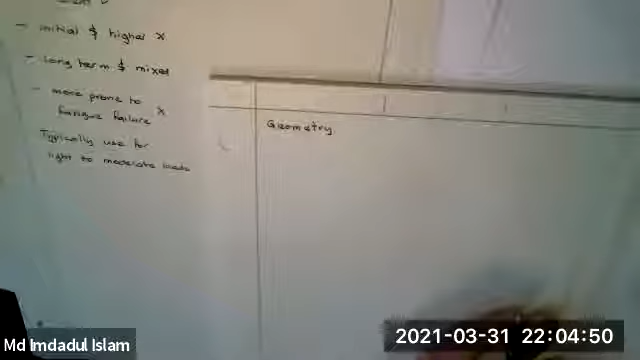 - initial & higher x
- long term & mixed
- more prone to x
fatigue failure
Typically use for
light to moderate loads
Geometry
Md Imdadul Islam
2021-03-31 22:04:50